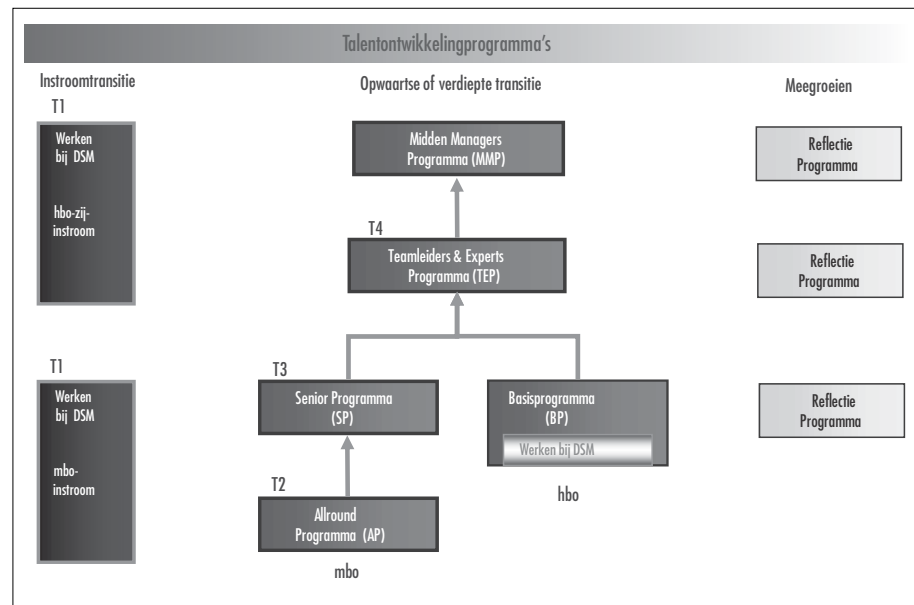 Talentontwikkelingprogramma's
Instroomtransitie
Opwaartse of verdiepte transitie
Meegroeien
T1
Werken
bij DSM
hbo-zij-
instroom
Midden Managers
Programma (MMP)
Reflectie
Programma
T4
Teamleiders & Experts
Programma (TEP)
Reflectie
Programma
T1
Werken
bij DSM
mbo-
instroom
T3
Senior Programma
(SP)
Basisprogramma
(BP)
Werken bij DSM
hbo
Reflectie
Programma
T2
Allround
Programma (AP)
mbo